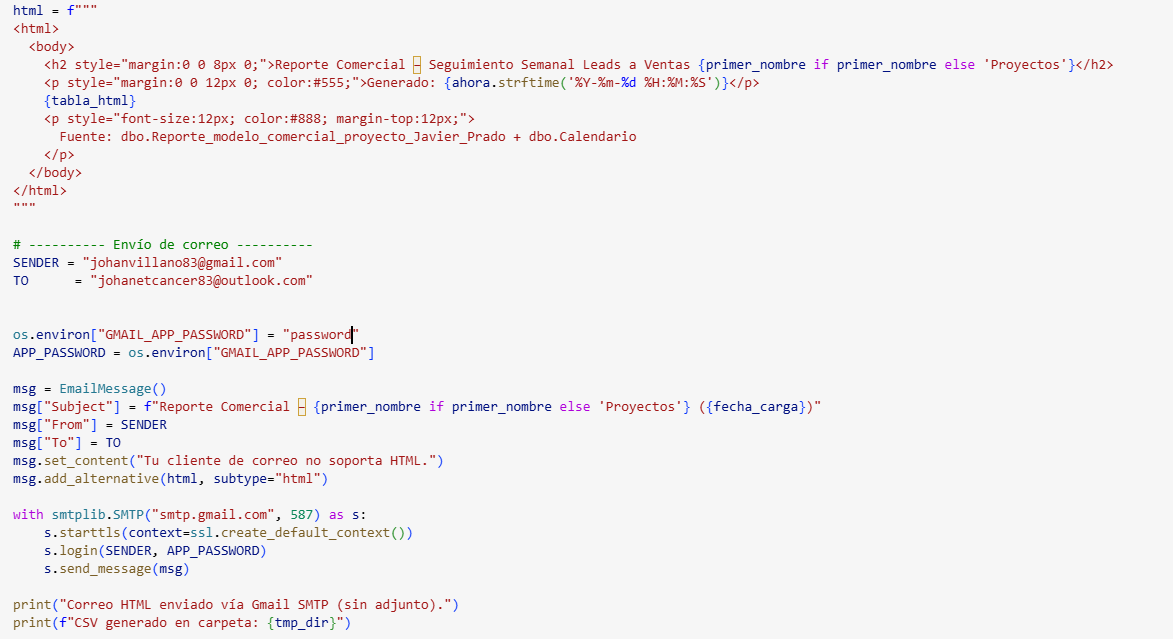 html = f"""
<html>
  <body>
    <h2 style="margin:0 0 8px 0;">Reporte Comercial – Seguimiento Semanal Leads a Ventas {primer_nombre if primer_nombre else 'Proyectos'}</h2>
    <p style="margin:0 0 12px 0; color:#555;">Generado: {ahora.strftime('%Y-%m-%d %H:%M:%S')}</p>
    {tabla_html}
    <p style="font-size:12px; color:#888; margin-top:12px;">
      Fuente: dbo.Reporte_modelo_comercial_proyecto_Javier_Prado + dbo.Calendario
    </p>
  </body>
</html>
"""

# ---------- Envío de correo ----------
SENDER = "johanvillano83@gmail.com"
TO      = "johanetcancer83@outlook.com"


os.environ["GMAIL_APP_PASSWORD"] = "password"
APP_PASSWORD = os.environ["GMAIL_APP_PASSWORD"]

msg = EmailMessage()
msg["Subject"] = f"Reporte Comercial – {primer_nombre if primer_nombre else 'Proyectos'} ({fecha_carga})"
msg["From"] = SENDER
msg["To"] = TO
msg.set_content("Tu cliente de correo no soporta HTML.")
msg.add_alternative(html, subtype="html")

with smtplib.SMTP("smtp.gmail.com", 587) as s:
    s.starttls(context=ssl.create_default_context())
    s.login(SENDER, APP_PASSWORD)
    s.send_message(msg)

print("Correo HTML enviado vía Gmail SMTP (sin adjunto).")
print(f"CSV generado en carpeta: {tmp_dir}")